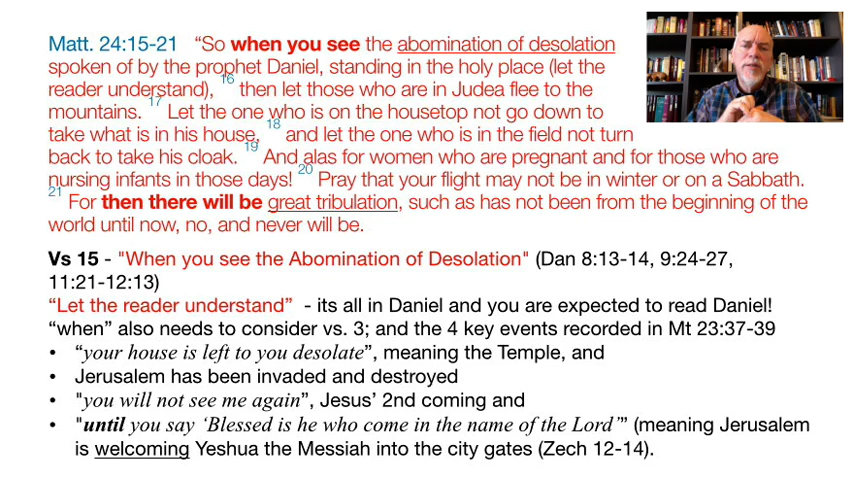 Matt. 24:15-21 “So when you see the abomination of desolation
spoken of by the prophet Daniel, standing in the holy place (let the
reader understand), 16 then let those who are in Judea flee to the
mountains. 17 Let the one who is on the housetop not go down to
take what is in his house, 18 and let the one who is in the field not turn
back to take his cloak. 19 And alas for women who are pregnant and for those who are
nursing infants in those days! 20 Pray that your flight may not be in winter or on a Sabbath.
21 For then there will be great tribulation, such as has not been from the beginning of the
world until now, no, and never will be.
Vs 15 - "When you see the Abomination of Desolation" (Dan 8:13-14, 9:24-27,
11:21-12:13)
“Let the reader understand” - its all in Daniel and you are expected to read Daniel!
“when” also needs to consider vs. 3; and the 4 key events recorded in Mt 23:37-39
• “your house is left to you desolate”, meaning the Temple, and
• Jerusalem has been invaded and destroyed
• "you will not see me again”, Jesus’ 2nd coming and
• "until you say ‘Blessed is he who come in the name of the Lord’” (meaning Jerusalem
is welcoming Yeshua the Messiah into the city gates (Zech 12-14).